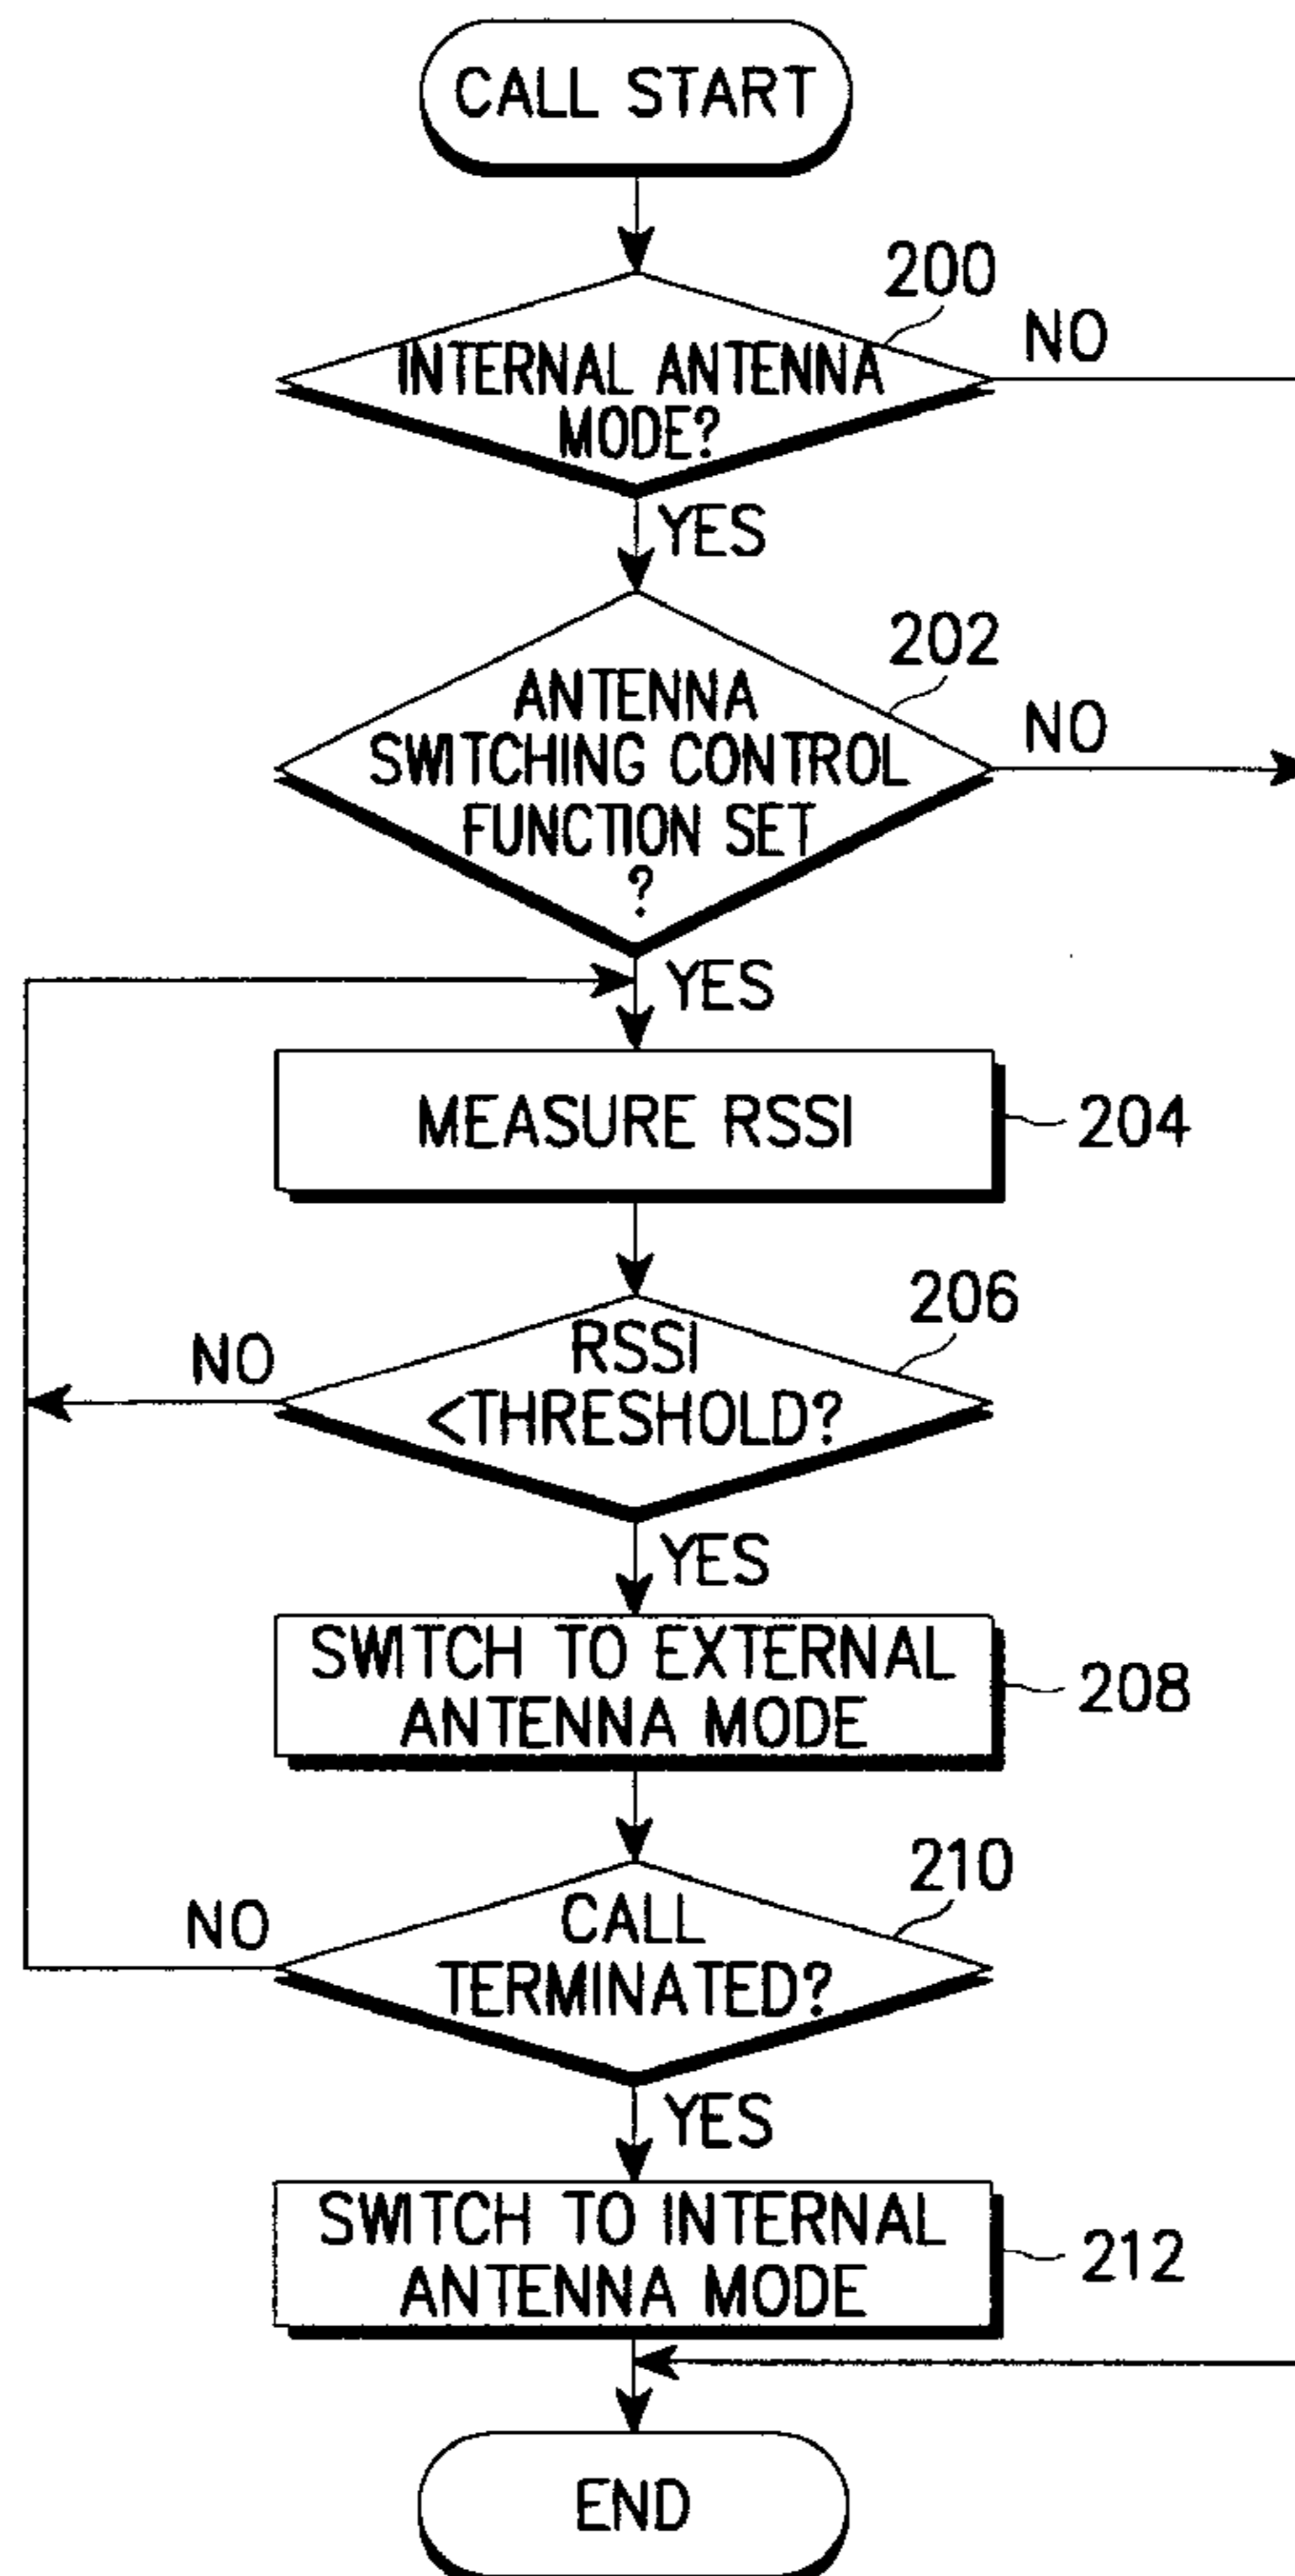 CALL START
200
NO
INTERNAL ANTENNA
MODE?
YES
202
NO
ANTENNA
SWITCHING CONTROL
FUNCTION SET
?
YES
MEASURE RSSI
204
206
NO
RSSI
<THRESHOLD?
YES
SWITCH TO EXTERNAL
ANTENNA MODE
208
210
NO
CALL
TERMINATED?
YES
SWITCH TO INTERNAL
ANTENNA MODE
212
END